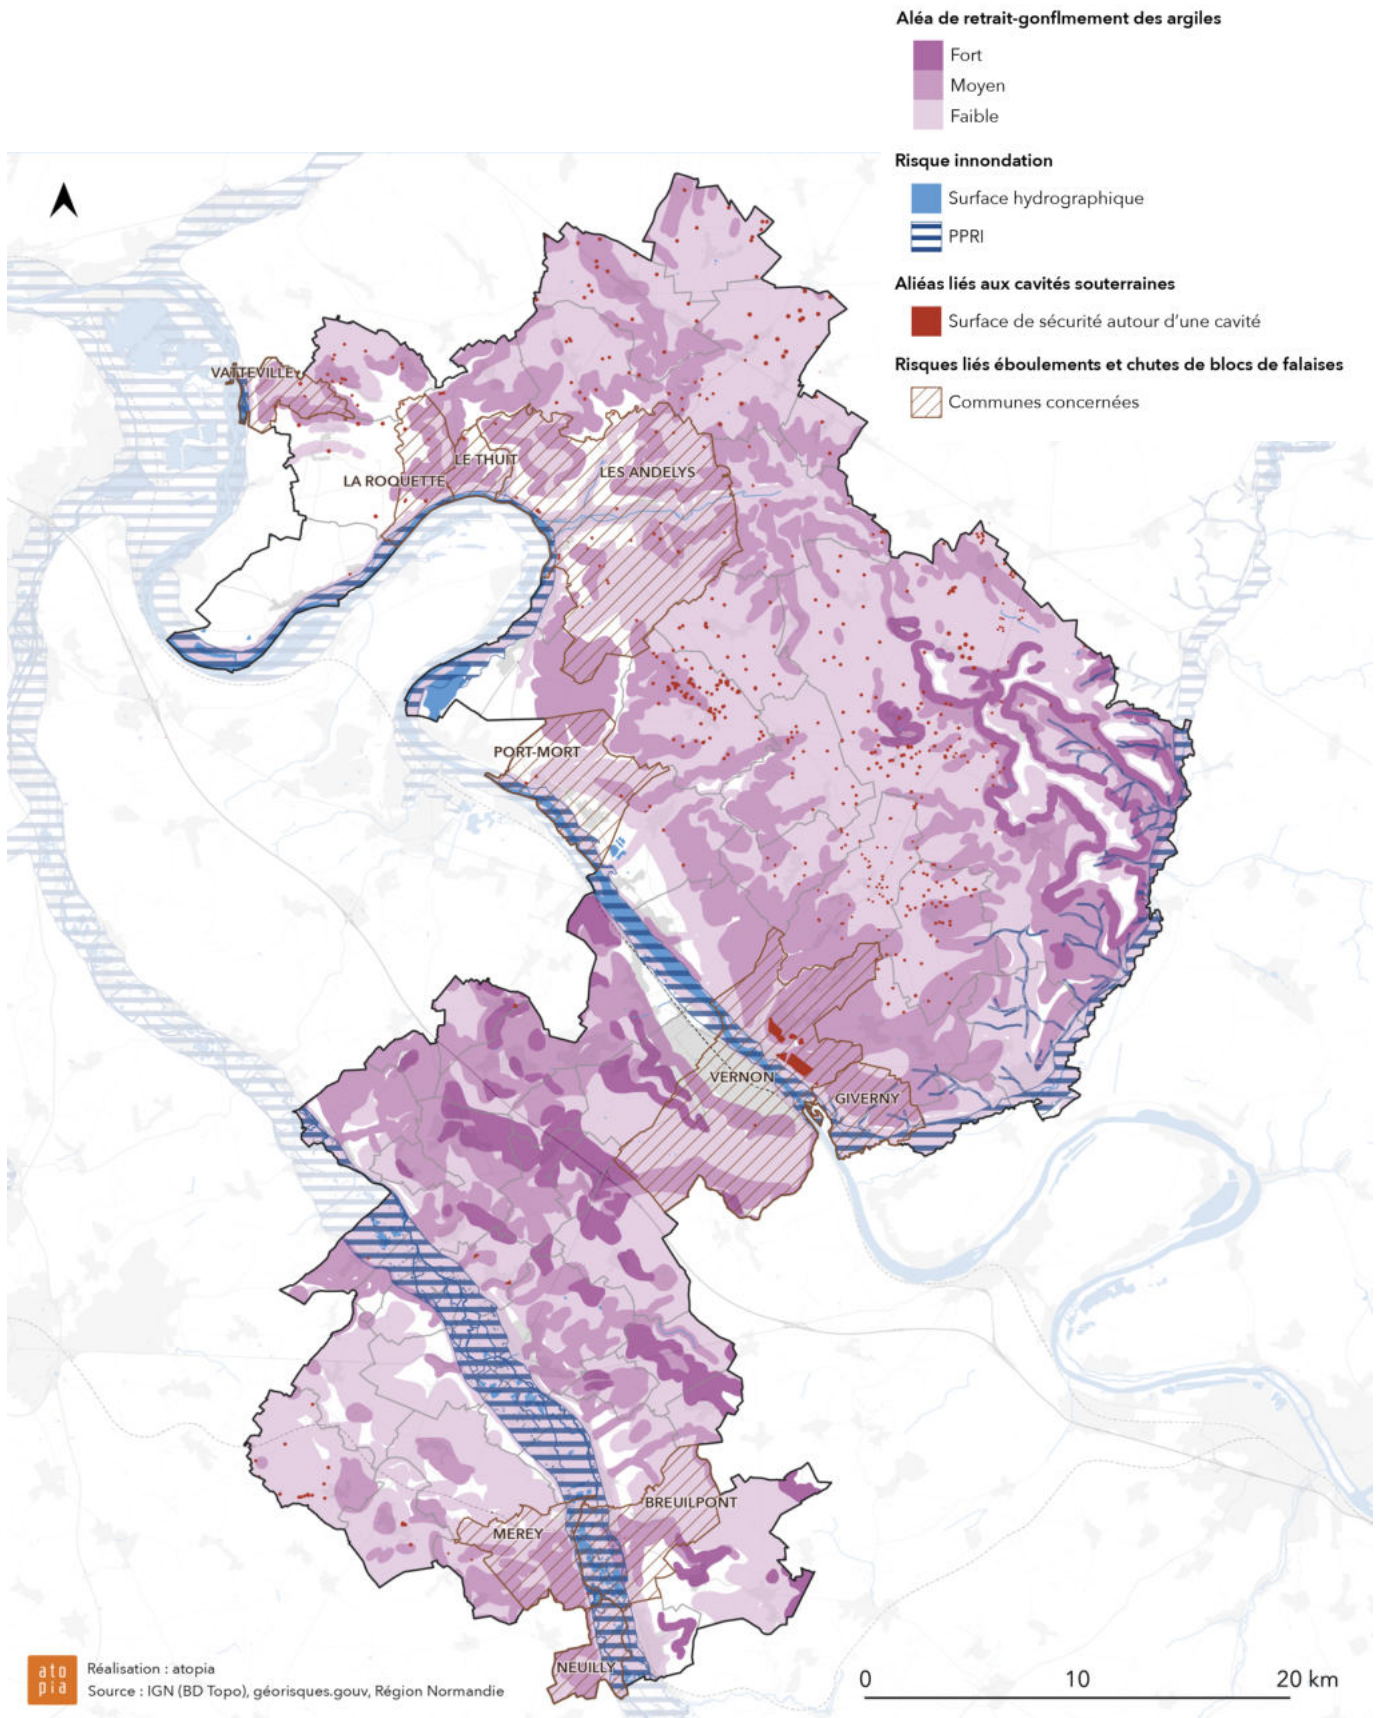 Aléa de retrait-gonflmement des argiles
Fort
Moyen
Faible
Risque innondation
Surface hydrographique
PPRI
Aliéas liés aux cavités souterraines
Surface de sécurité autour d'une cavité
Risques liés éboulements et chutes de blocs de falaises
Communes concernées
VATTEVILLE
LE THUIT
LES ANDELYS
LA ROQUETTE
PORT-MORT
VERNON
GIVERNY
BREUILPONT
MEREY
NEUILLY
ato
pia
Réalisation : atopia
Source : IGN (BD Topo), géorisques.gouv, Région Normandie
0 10 20 km